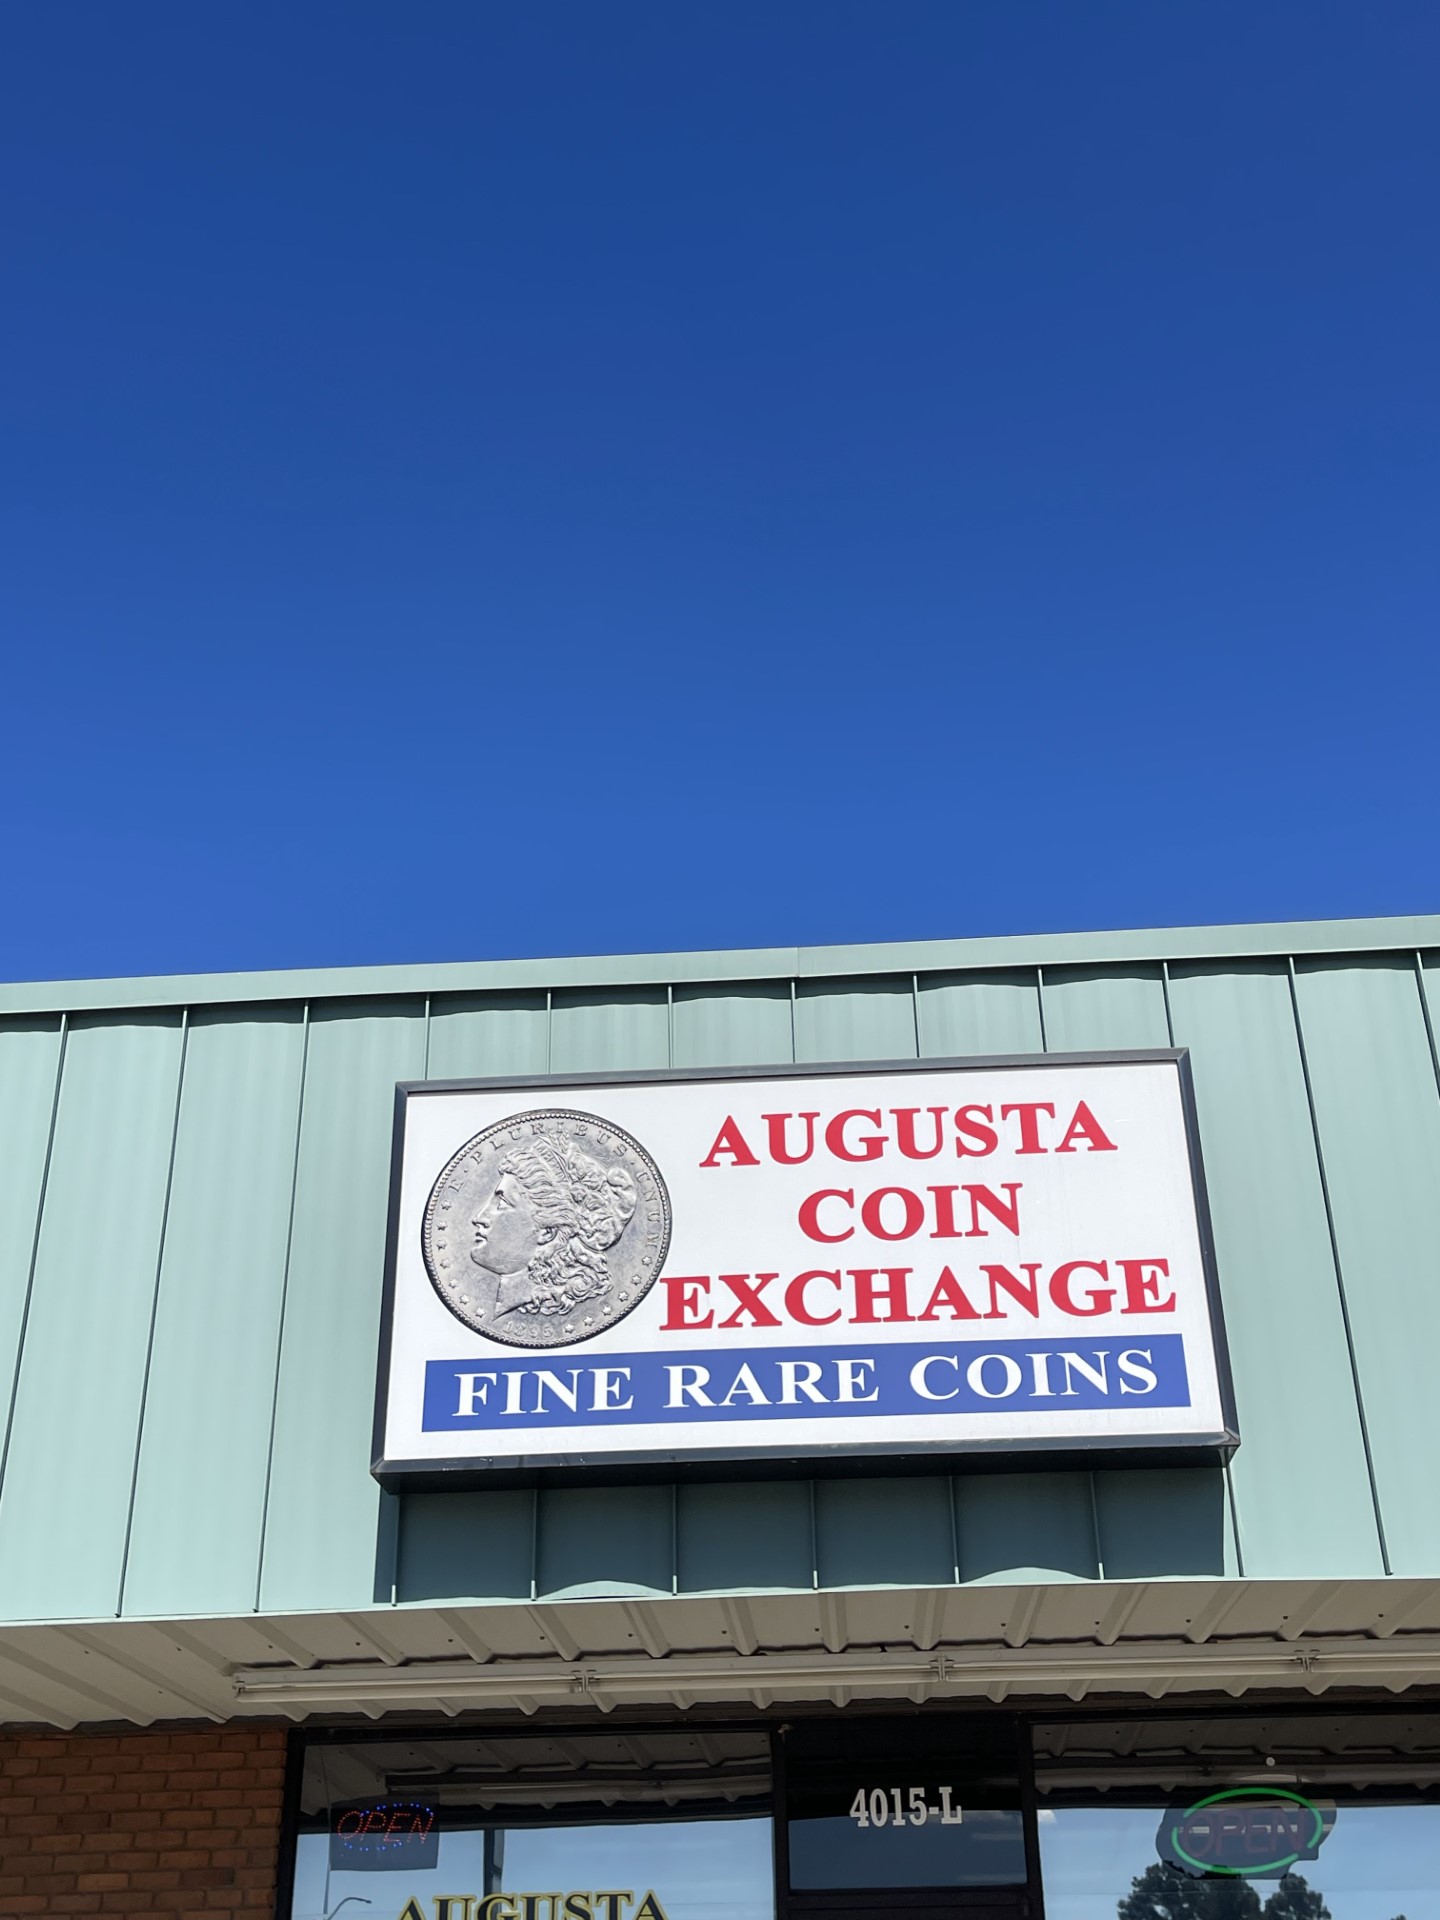 E · PLURIBUS · UNUM
AUGUSTA
COIN
EXCHANGE
FINE RARE COINS
4015-L
OPEN
OPEN
AUGUSTA